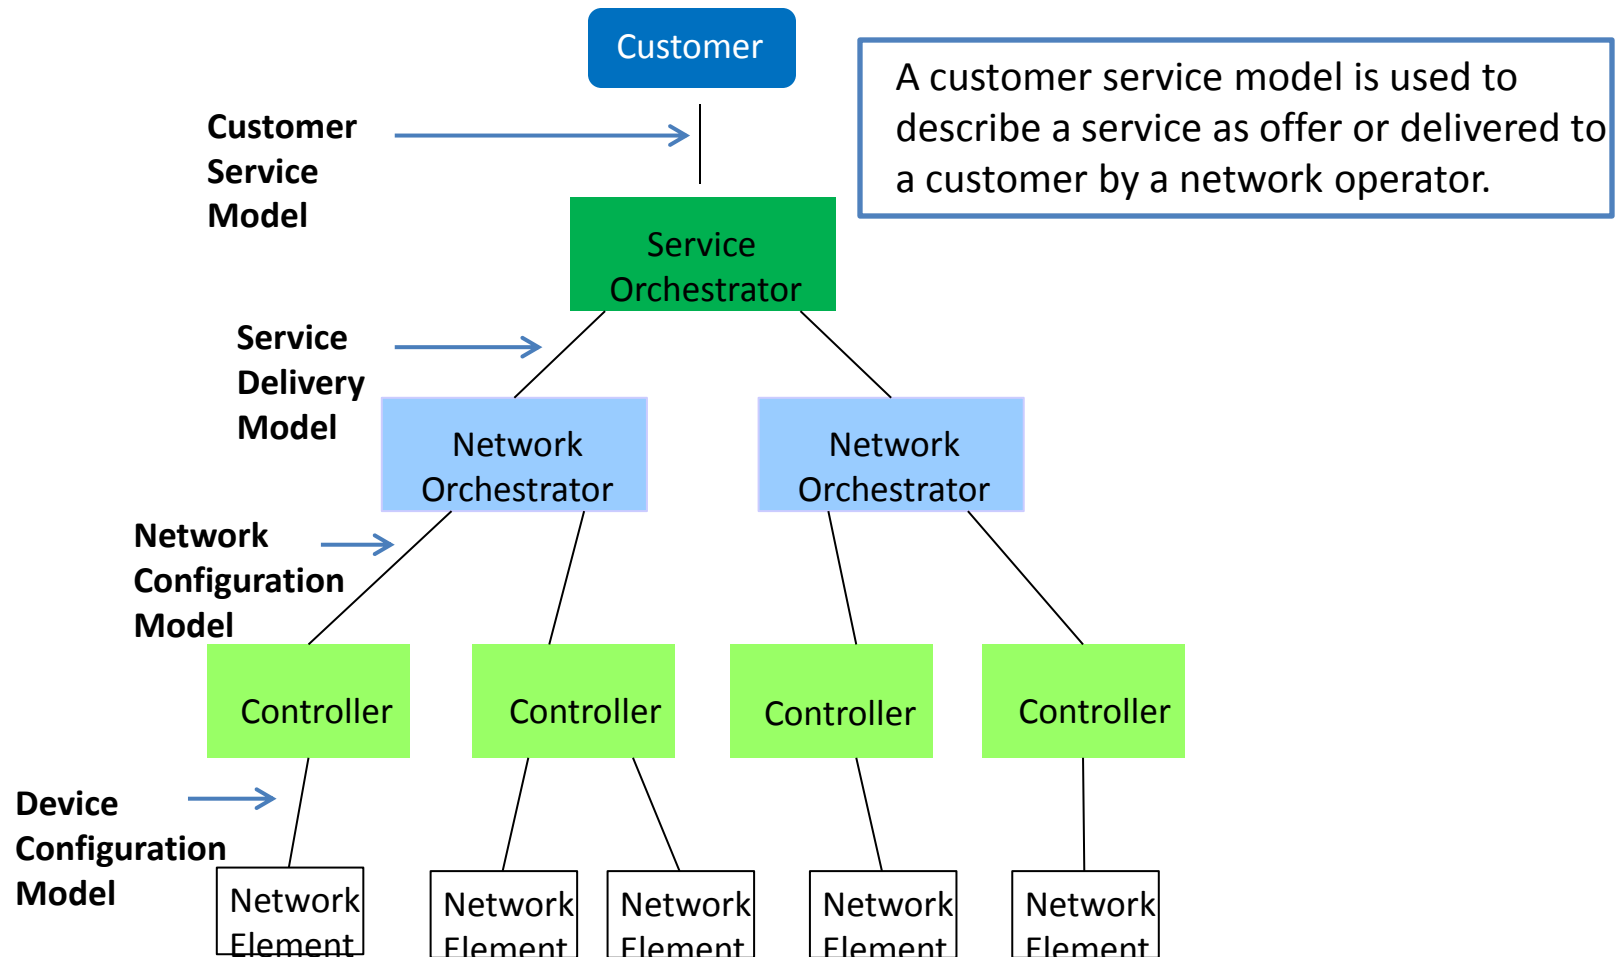 Customer
A customer service model is used to
describe a service as offer or delivered to
a customer by a network operator.
Customer
Service
Model
Service
Orchestrator
Service
Delivery
Model
Network
Orchestrator
Network
Orchestrator
Network
Configuration
Model
Controller
Controller
Controller
Controller
Device
Configuration
Model
Network
Element
Network
Element
Network
Element
Network
Element
Network
Element